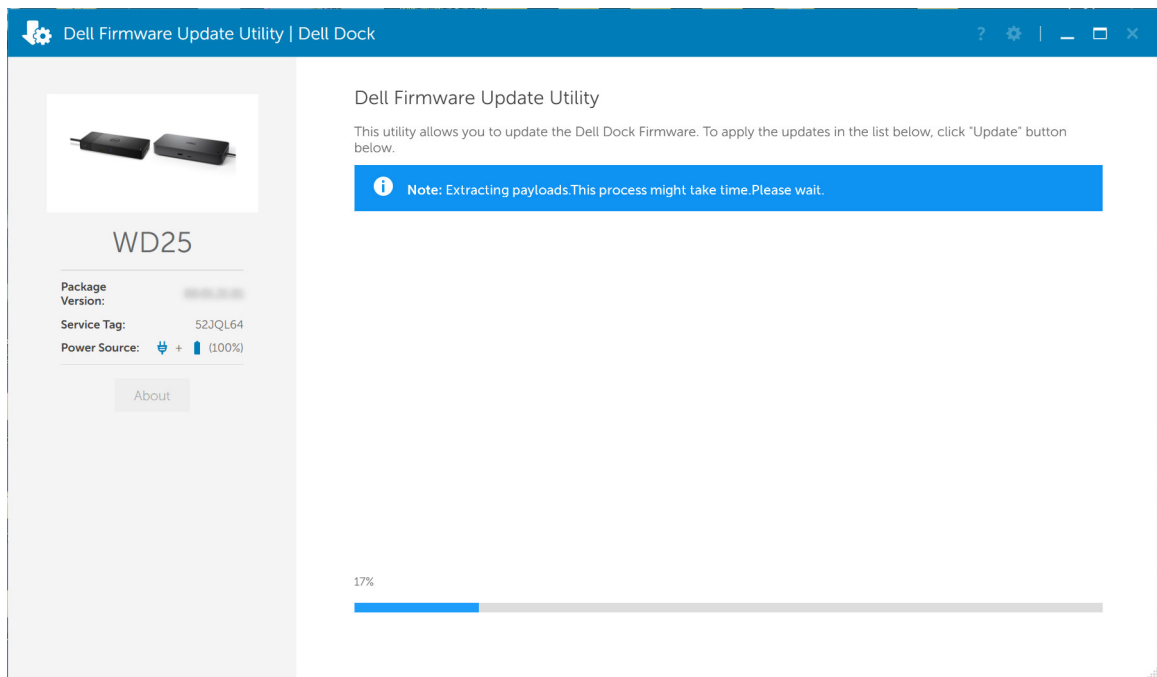 Dell Firmware Update Utility | Dell Dock
?
WD25
Package
Version:
Service Tag: 52JQL64
Power Source: + (100%)
About
Dell Firmware Update Utility
This utility allows you to update the Dell Dock Firmware. To apply the updates in the list below, click "Update" button
below.
Note: Extracting payloads.This process might take time.Please wait.
17%